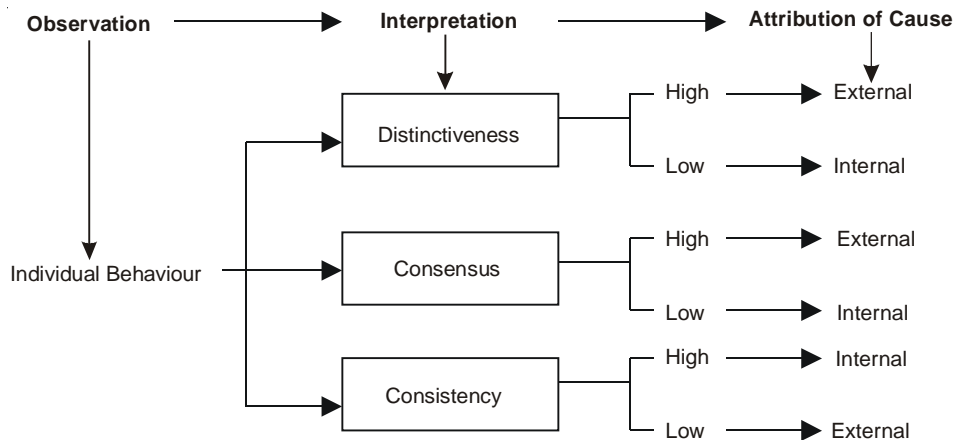 Observation
Interpretation
Attribution of Cause
Distinctiveness
High
External
Low
Internal
Individual Behaviour
Consensus
High
External
Low
Internal
Consistency
High
Internal
Low
External